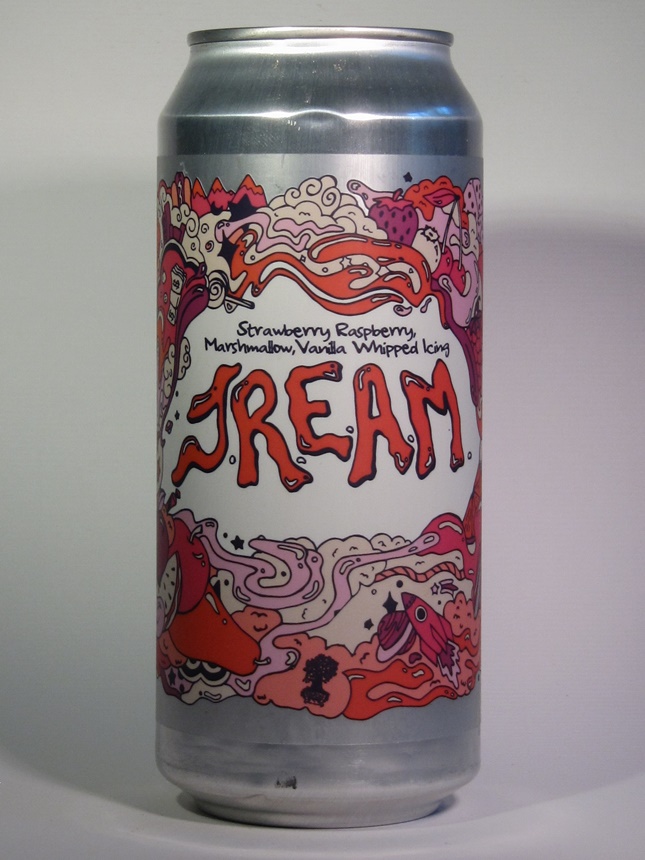 Strawberry, Raspberry,
Marshmallow, Vanilla Whipped Icing
JREAM